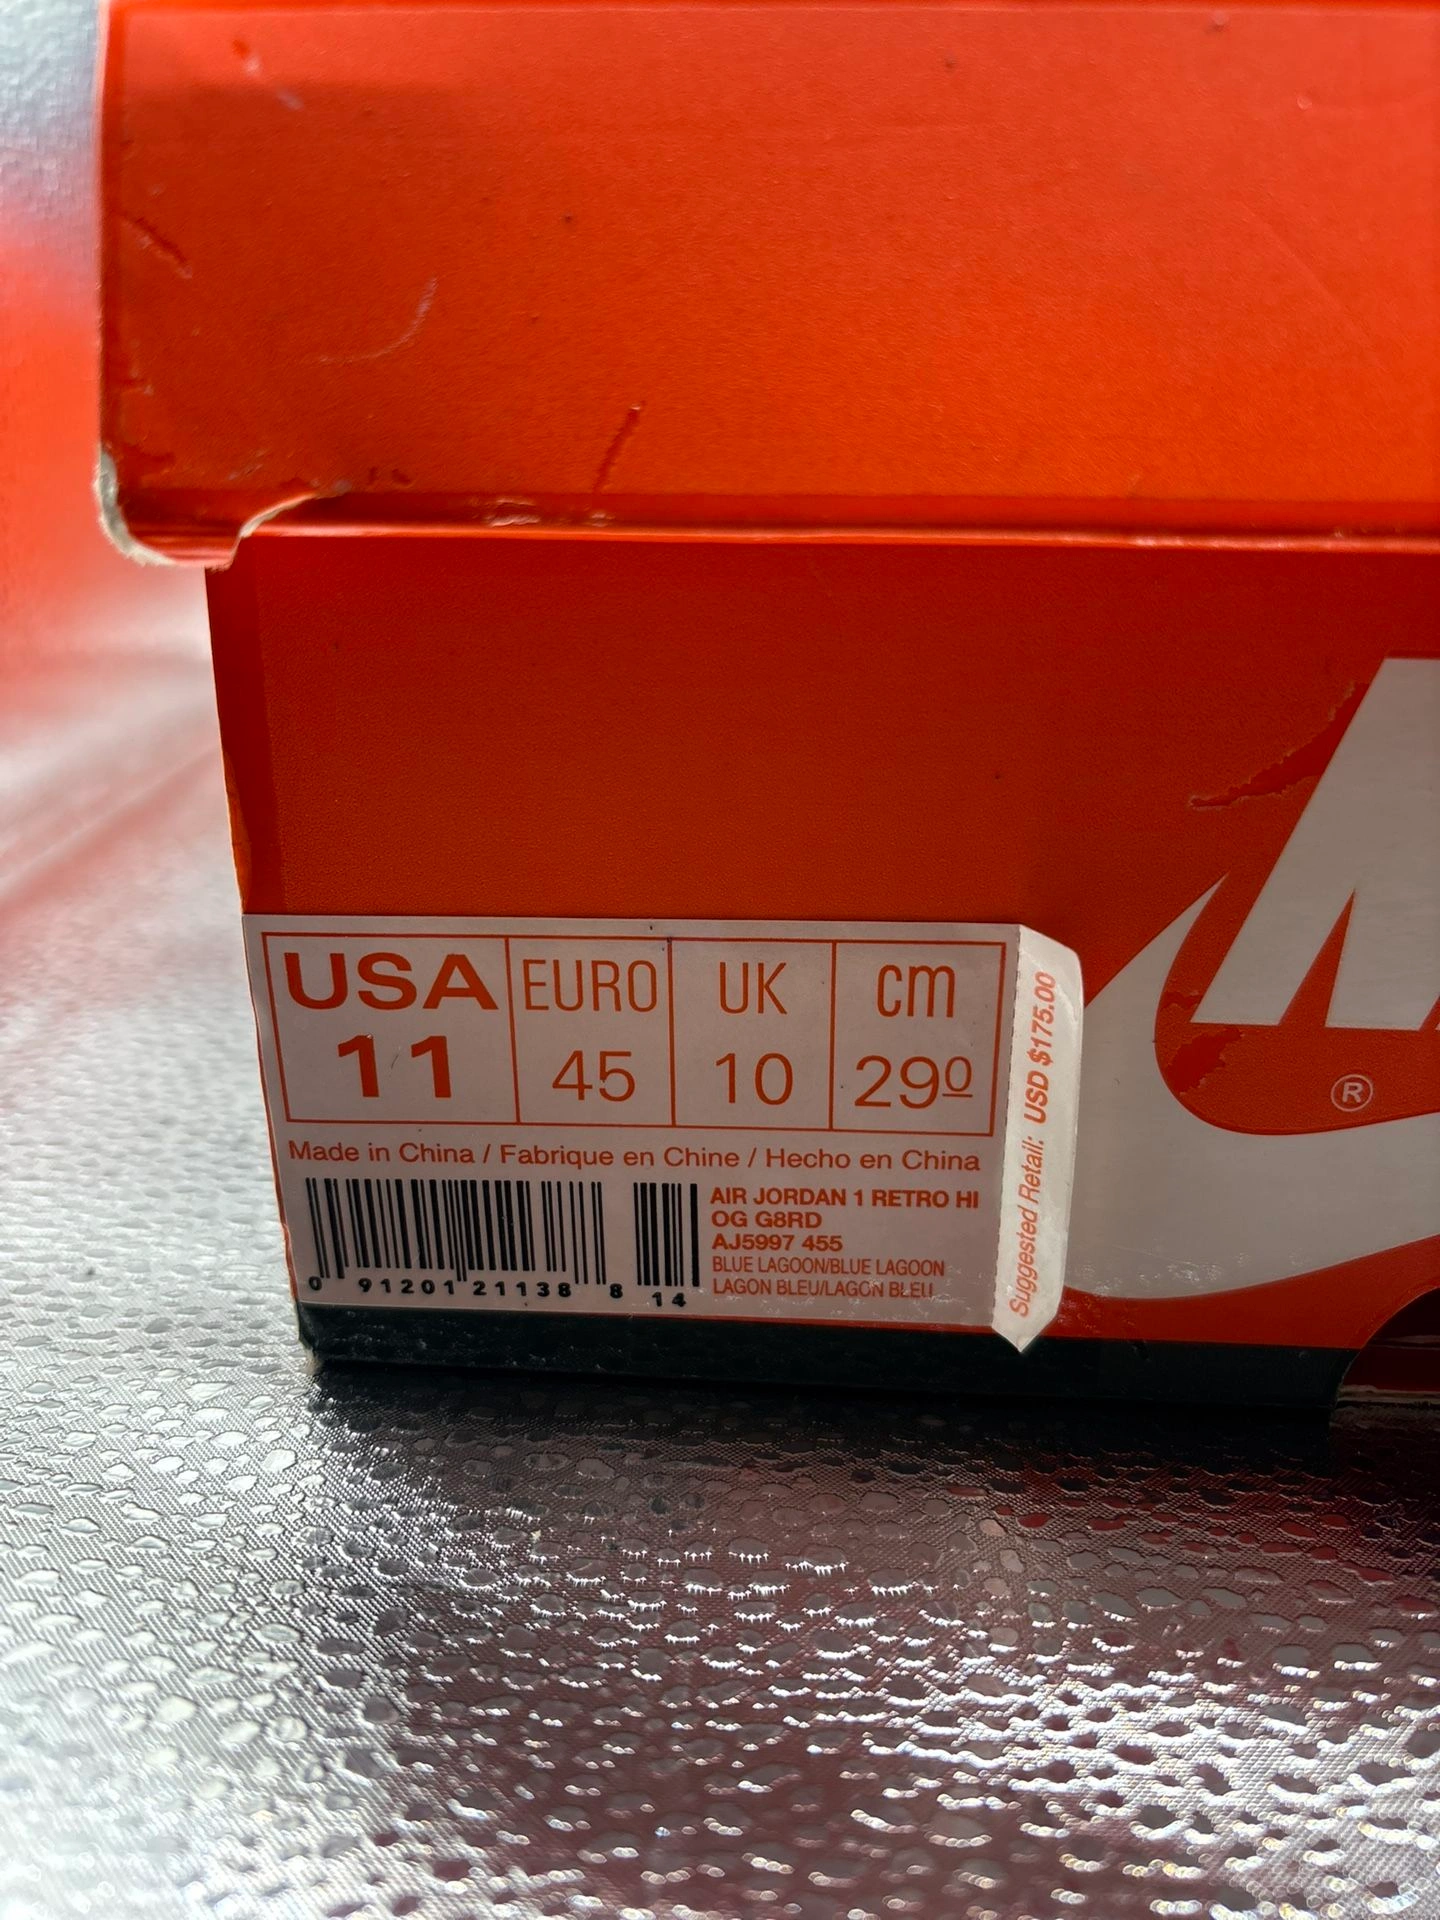 USA EURO UK cm
11 45 10 29 0
Made in China / Fabrique en Chine / Hecho en China
AIR JORDAN 1 RETRO HI
OG G8RD
AJ5997 455
BLUE LAGOON/BLUE LAGOON
LAGON BLEU/LAGON BLEU
0 91201 21138 8 14
Suggested Retail: USD $175.00
®